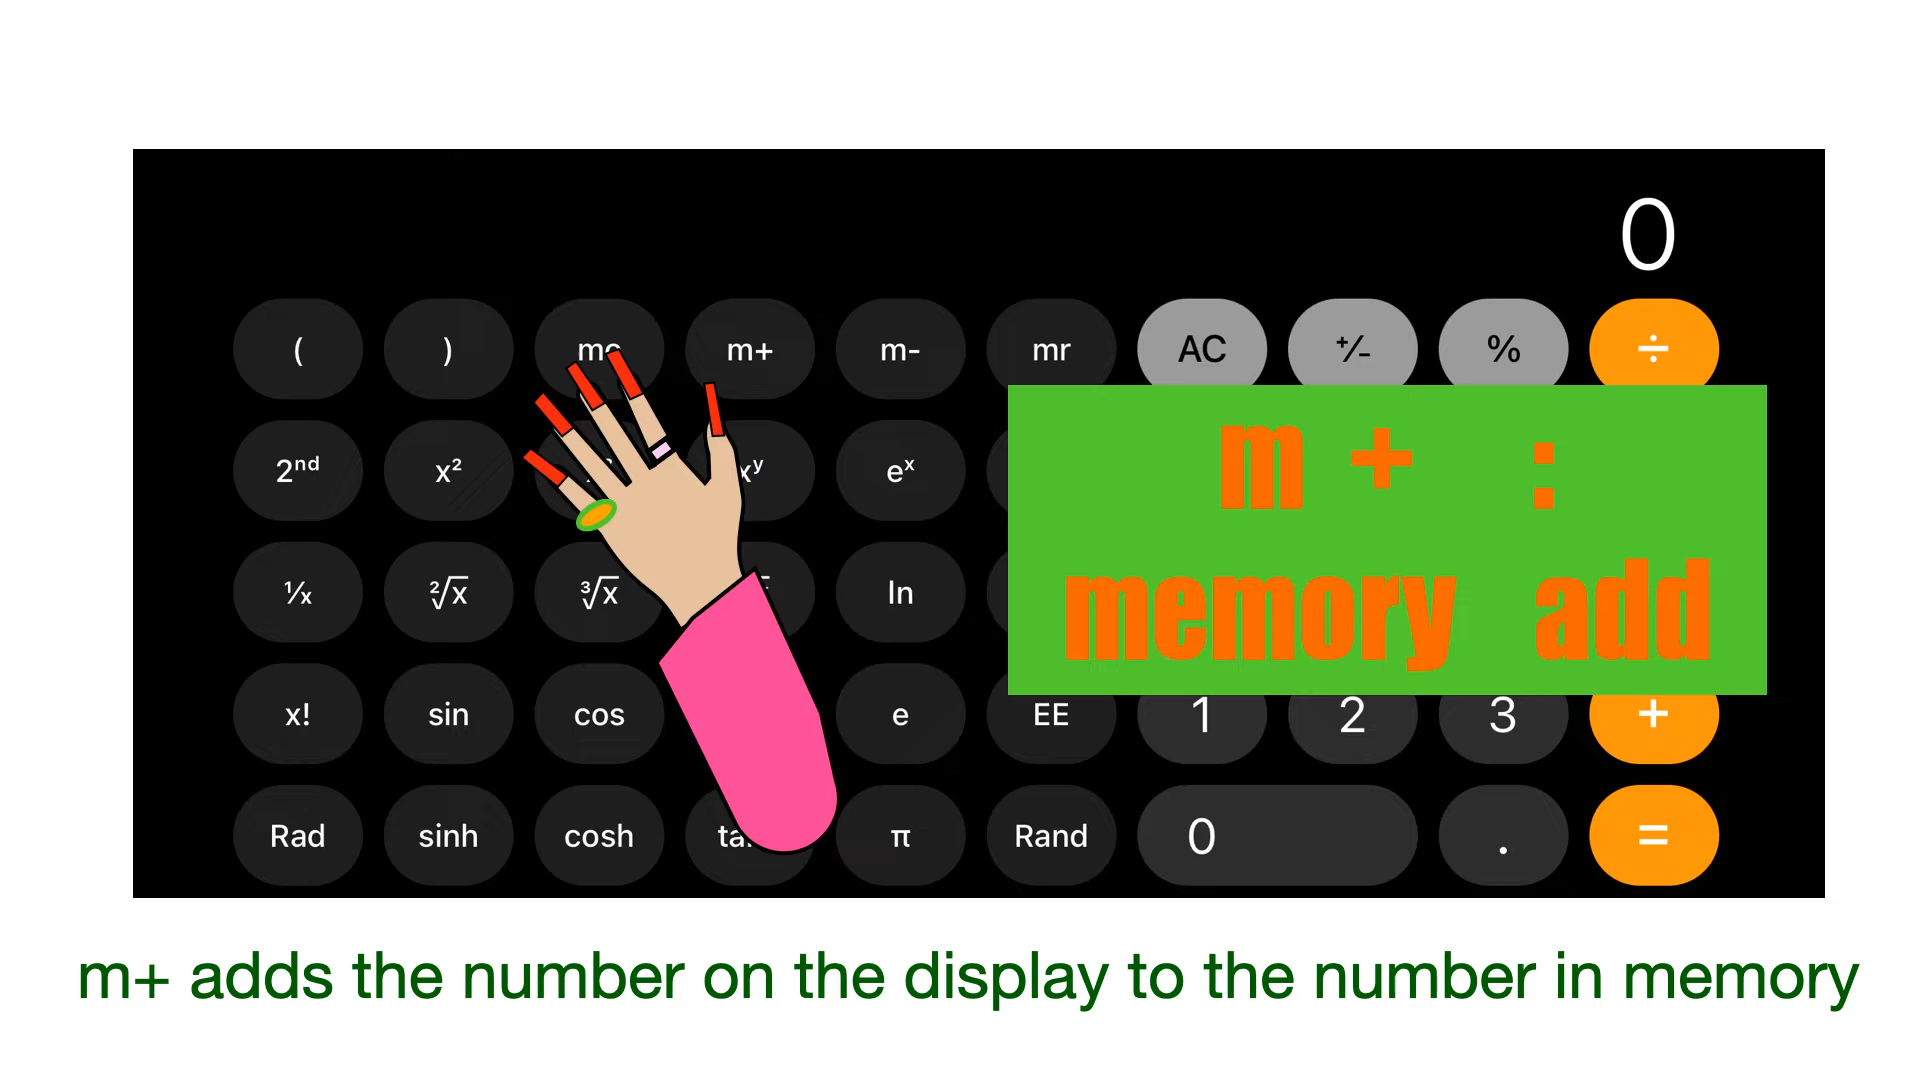 0
( ) m+ m- mr AC +/- % ÷
2nd x² eˣ
m + :
memory add
1/x ²√x ³√x ln
x! sin cos e EE 1 2 3 +
Rad sinh cosh π Rand 0 . =
m+ adds the number on the display to the number in memory